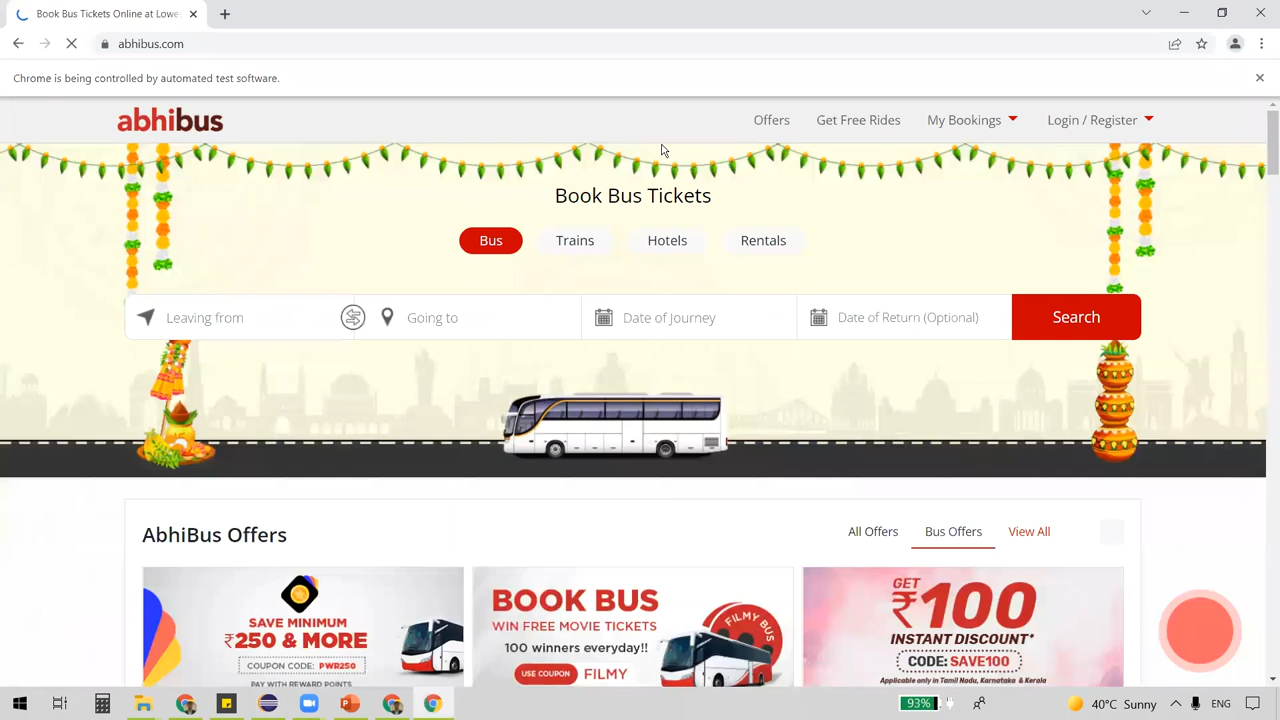 Book Bus Tickets Online at Lowe
abhibus.com
Chrome is being controlled by automated test software.
abhibus
Offers
Get Free Rides
My Bookings
Login / Register
Book Bus Tickets
Bus
Trains
Hotels
Rentals
Leaving from
Going to
Date of Journey
Date of Return (Optional)
Search
AbhiBus Offers
All Offers
Bus Offers
View All
SAVE MINIMUM
₹250 & MORE
COUPON CODE: PWR250
PAY WITH REWARD POINTS
BOOK BUS
WIN FREE MOVIE TICKETS
100 winners everyday!!
USE COUPON FILMY
FILMY BUS
GET
₹100
INSTANT DISCOUNT*
CODE: SAVE100
Applicable only in Tamil Nadu, Karnataka & Kerala
93%
40°C Sunny
ENG